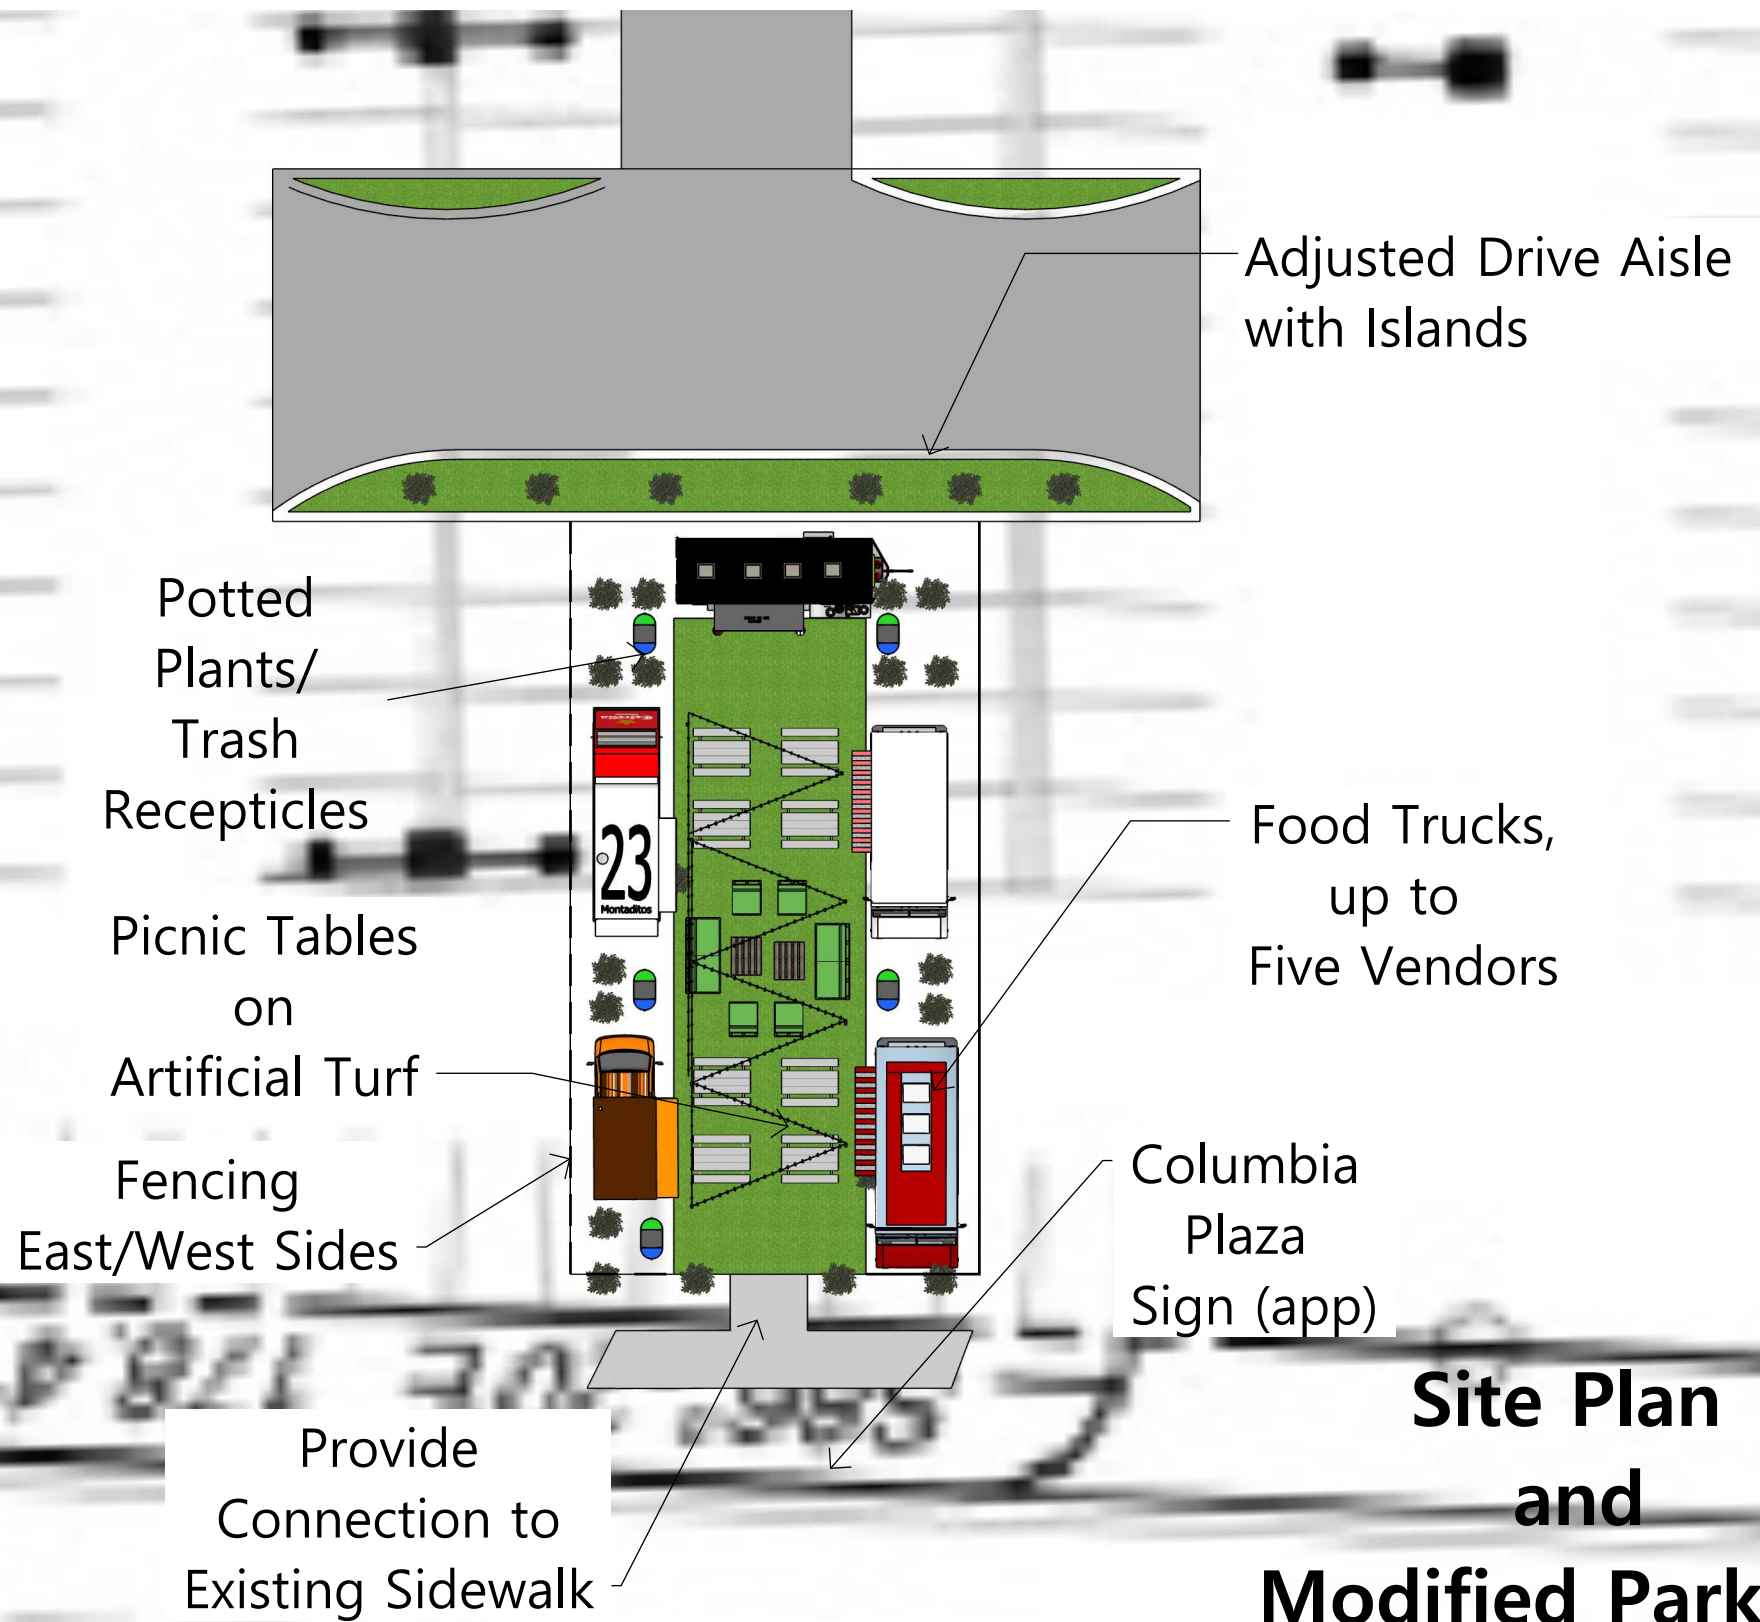 Adjusted Drive Aisle
with Islands
Potted
Plants/
Trash
Recepticles
23
Montaditos
Food Trucks,
up to
Five Vendors
Picnic Tables
on
Artificial Turf
Fencing
East/West Sides
Columbia
Plaza
Sign (app)
Provide
Connection to
Existing Sidewalk
Site Plan
and
Modified Park